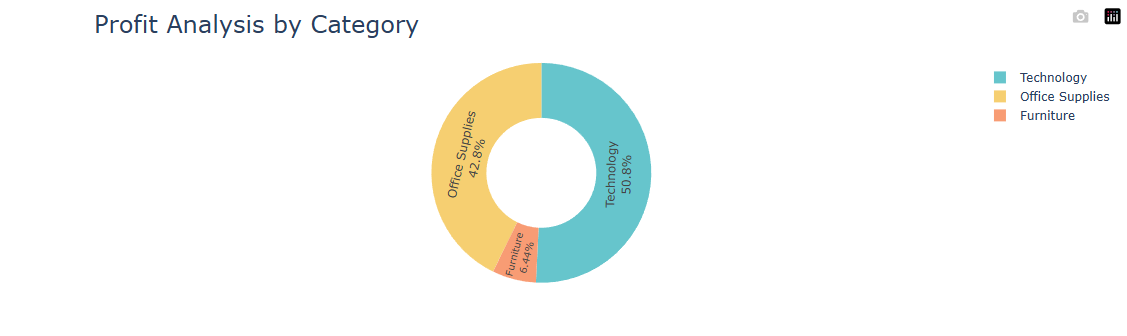 Profit Analysis by Category
Technology
Office Supplies
Furniture
Office Supplies
42.8%
Technology
50.8%
Furniture
6.44%